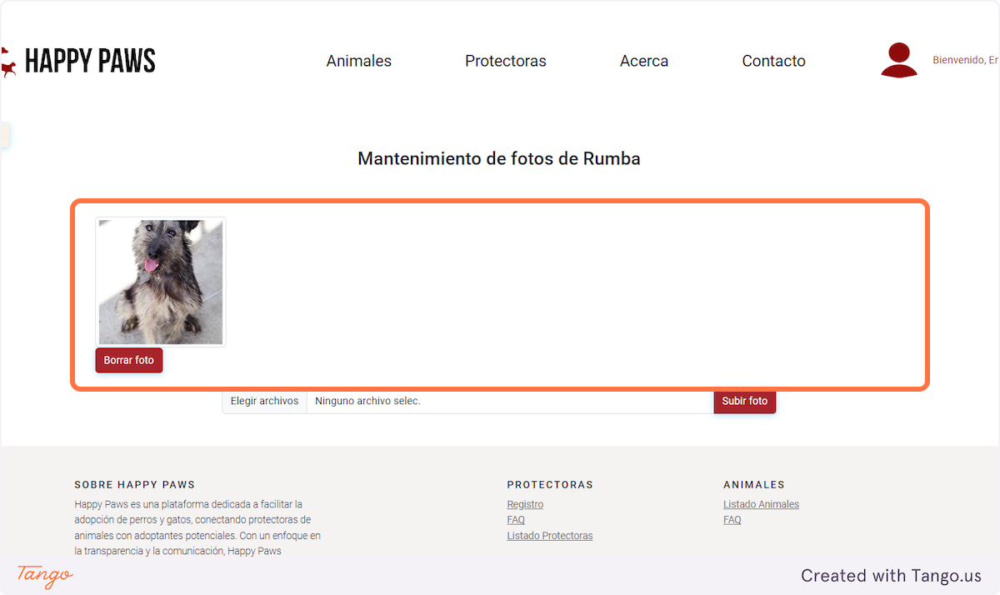 HAPPY PAWS
Animales
Protectoras
Acerca
Contacto
Bienvenido, Er
Mantenimiento de fotos de Rumba
Borrar foto
Elegir archivos
Ninguno archivo selec.
Subir foto
SOBRE HAPPY PAWS
Happy Paws es una plataforma dedicada a facilitar la
adopción de perros y gatos, conectando protectoras de
animales con adoptantes potenciales. Con un enfoque en
la transparencia y la comunicación, Happy Paws
PROTECTORAS
Registro
FAQ
Listado Protectoras
ANIMALES
Listado Animales
FAQ
Tango
Created with Tango.us